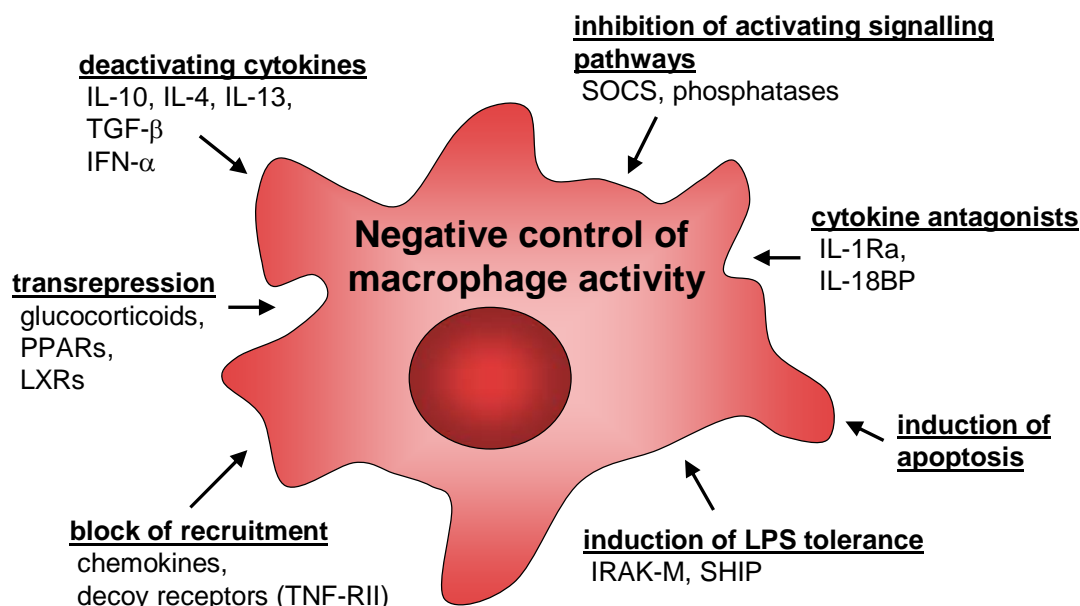 inhibition of activating signalling
pathways
SOCS, phosphatases
deactivating cytokines
IL-10, IL-4, IL-13,
TGF-β
IFN-α
Negative control of
macrophage activity
cytokine antagonists
IL-1Ra,
IL-18BP
transrepression
glucocorticoids,
PPARs,
LXRs
induction of
apoptosis
block of recruitment
chemokines,
decoy receptors (TNF-RII)
induction of LPS tolerance
IRAK-M, SHIP